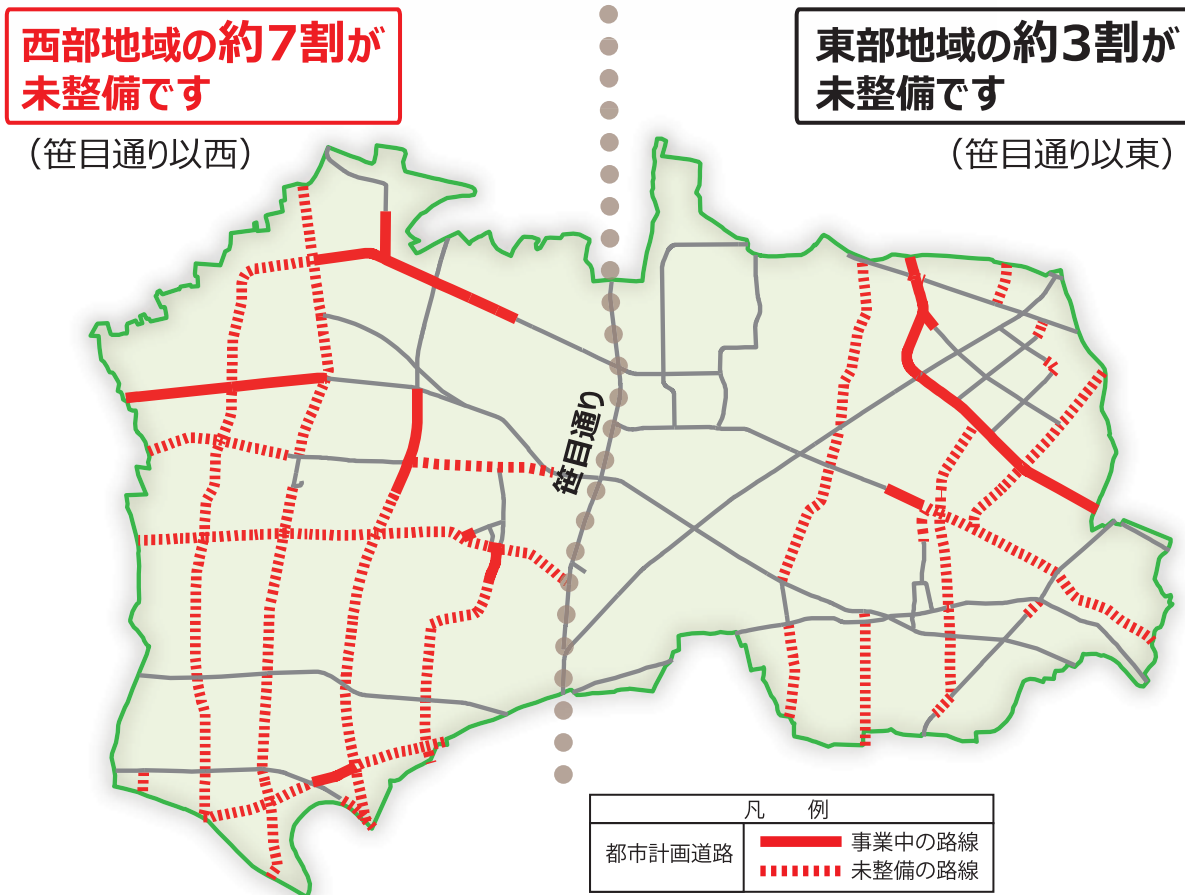 西部地域の約7割が
未整備です
（笹目通り以西）
東部地域の約3割が
未整備です
（笹目通り以東）
笹目通り
凡　例
都市計画道路
事業中の路線
未整備の路線